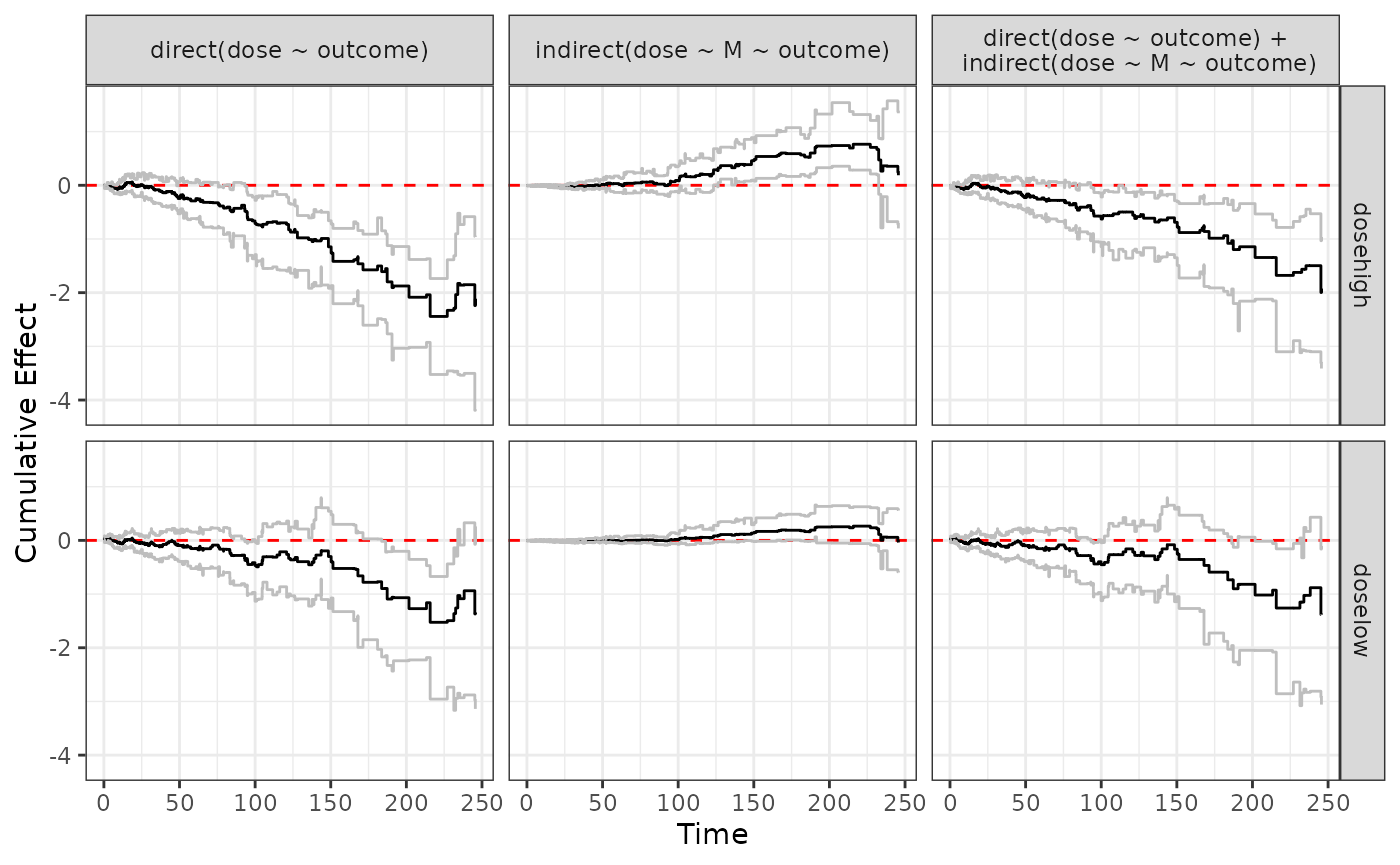 direct(dose ~ outcome)
indirect(dose ~ M ~ outcome)
direct(dose ~ outcome) +
indirect(dose ~ M ~ outcome)
0
-2
-4
dosehigh
0
-2
-4
doselow
Cumulative Effect
0 50 100 150 200 250
0 50 100 150 200 250
0 50 100 150 200 250
Time